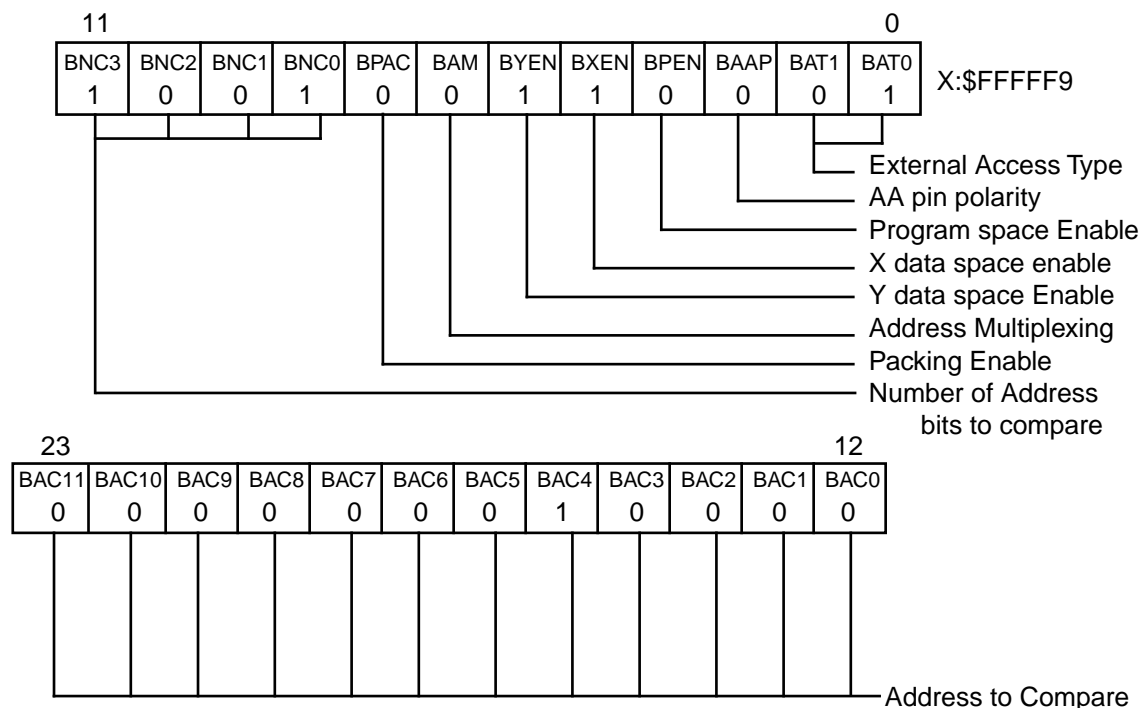 11 0
BNC3 BNC2 BNC1 BNC0 BPAC BAM BYEN BXEN BPEN BAAP BAT1 BAT0
1 0 0 1 0 0 1 1 0 0 0 1
X:$FFFFF9
External Access Type
AA pin polarity
Program space Enable
X data space enable
Y data space Enable
Address Multiplexing
Packing Enable
Number of Address
bits to compare
23 12
BAC11 BAC10 BAC9 BAC8 BAC7 BAC6 BAC5 BAC4 BAC3 BAC2 BAC1 BAC0
0 0 0 0 0 0 0 1 0 0 0 0
Address to Compare